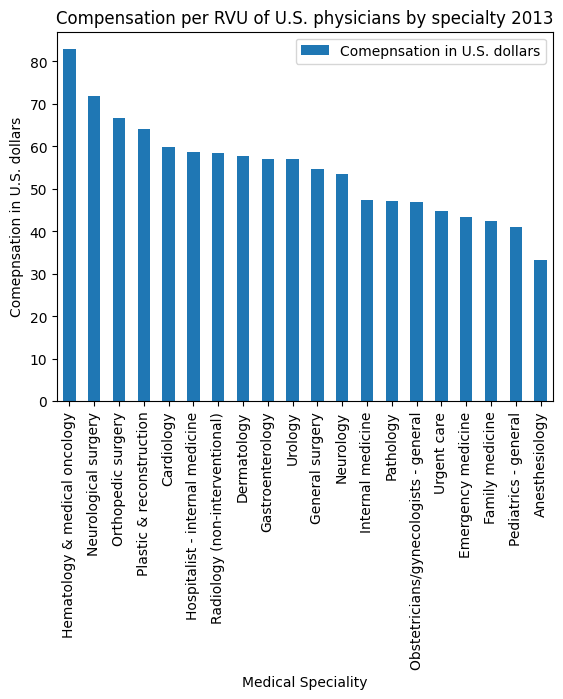 Compensation per RVU of U.S. physicians by specialty 2013
Comepnsation in U.S. dollars
Comepnsation in U.S. dollars
80
70
60
50
40
30
20
10
0
Hematology & medical oncology
Neurological surgery
Orthopedic surgery
Plastic & reconstruction
Cardiology
Hospitalist - internal medicine
Radiology (non-interventional)
Dermatology
Gastroenterology
Urology
General surgery
Neurology
Internal medicine
Pathology
Obstetricians/gynecologists - general
Urgent care
Emergency medicine
Family medicine
Pediatrics - general
Anesthesiology
Medical Speciality